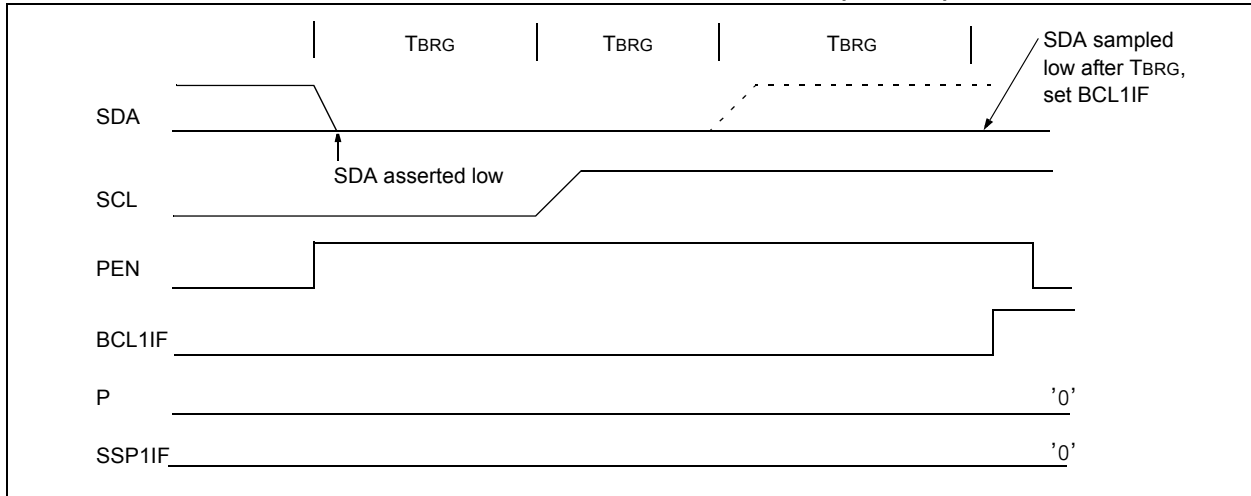 TBRG TBRG TBRG
SDA sampled
low after TBRG,
set BCL1IF
SDA
SDA asserted low
SCL
PEN
BCL1IF
P '0'
SSP1IF '0'